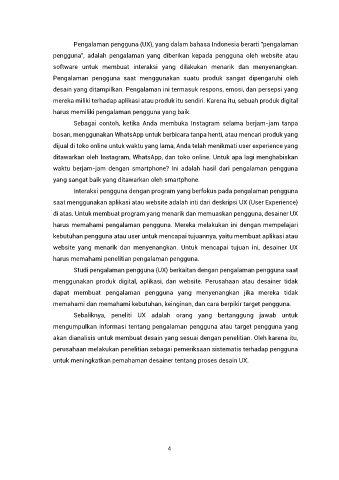 Pengalaman pengguna (UX), yang dalam bahasa Indonesia berarti "pengalaman
pengguna", adalah pengalaman yang diberikan kepada pengguna oleh website atau
software untuk membuat interaksi yang dilakukan menarik dan menyenangkan.
Pengalaman pengguna saat menggunakan suatu produk sangat dipengaruhi oleh
desain yang ditampilkan. Pengalaman ini termasuk respons, emosi, dan persepsi yang
mereka miliki terhadap aplikasi atau produk itu sendiri. Karena itu, sebuah produk digital
harus memiliki pengalaman pengguna yang baik.
Sebagai contoh, ketika Anda membuka Instagram selama berjam-jam tanpa
bosan, menggunakan WhatsApp untuk berbicara tanpa henti, atau mencari produk yang
dijual di toko online untuk waktu yang lama, Anda telah menikmati user experience yang
ditawarkan oleh Instagram, WhatsApp, dan toko online. Untuk apa lagi menghabiskan
waktu berjam-jam dengan smartphone? Ini adalah hasil dari pengalaman pengguna
yang sangat baik yang ditawarkan oleh smartphone.
Interaksi pengguna dengan program yang berfokus pada pengalaman pengguna
saat menggunakan aplikasi atau website adalah inti dari deskripsi UX (User Experience)
di atas. Untuk membuat program yang menarik dan memuaskan pengguna, desainer UX
harus memahami pengalaman pengguna. Mereka melakukan ini dengan mempelajari
kebutuhan pengguna atau user untuk mencapai tujuannya, yaitu membuat aplikasi atau
website yang menarik dan menyenangkan. Untuk mencapai tujuan ini, desainer UX
harus memahami penelitian pengalaman pengguna.
Studi pengalaman pengguna (UX) berkaitan dengan pengalaman pengguna saat
menggunakan produk digital, aplikasi, dan website. Perusahaan atau desainer tidak
dapat membuat pengalaman pengguna yang menyenangkan jika mereka tidak
memahami dan memahami kebutuhan, keinginan, dan cara berpikir target pengguna.
Sebaliknya, peneliti UX adalah orang yang bertanggung jawab untuk
mengumpulkan informasi tentang pengalaman pengguna atau target pengguna yang
akan dianalisis untuk membuat desain yang sesuai dengan penelitian. Oleh karena itu,
perusahaan melakukan penelitian sebagai pemeriksaan sistematis terhadap pengguna
untuk meningkatkan pemahaman desainer tentang proses desain UX.
4